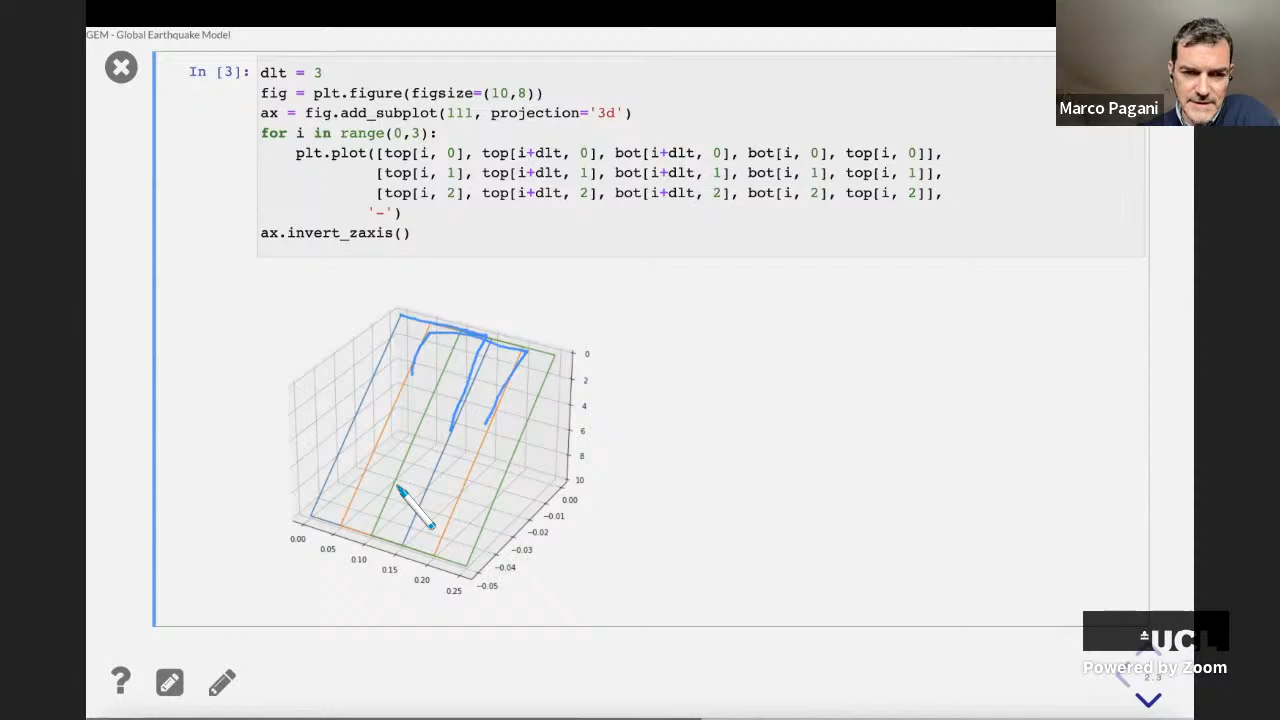 GEM - Global Earthquake Model
Marco Pagani
In [3]: dlt = 3
fig = plt.figure(figsize=(10,8))
ax = fig.add_subplot(111, projection='3d')
for i in range(0,3):
plt.plot([top[i, 0], top[i+dlt, 0], bot[i+dlt, 0], bot[i, 0], top[i, 0]],
[top[i, 1], top[i+dlt, 1], bot[i+dlt, 1], bot[i, 1], top[i, 1]],
[top[i, 2], top[i+dlt, 2], bot[i+dlt, 2], bot[i, 2], top[i, 2]],
'-')
ax.invert_zaxis()
0
2
4
6
8
10
0.00
-0.01
-0.02
-0.03
-0.04
-0.05
0.00
0.05
0.10
0.15
0.20
0.25
UCL
Powered by Zoom
2.3
?